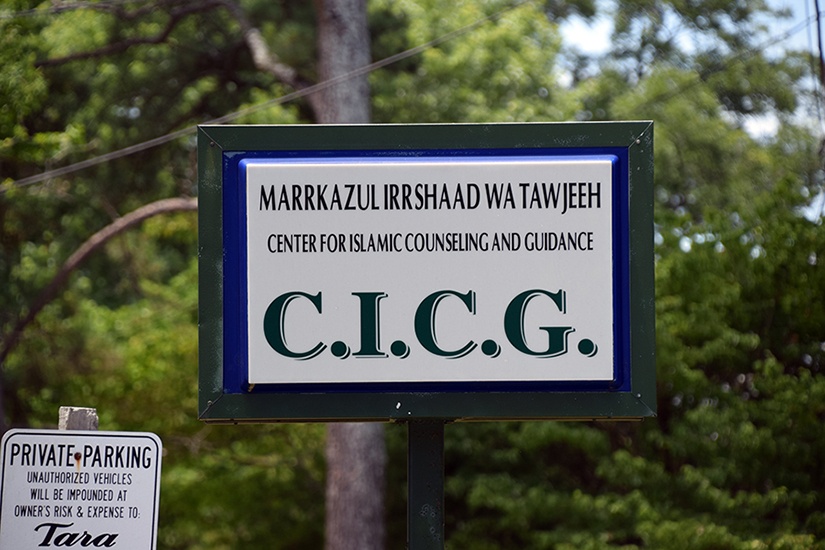 MARRKAZUL IRRSHAAD WA TAWJEEH
CENTER FOR ISLAMIC COUNSELING AND GUIDANCE
C.I.C.G.
PRIVATE PARKING
UNAUTHORIZED VEHICLES
WILL BE IMPOUNDED AT
OWNER'S RISK & EXPENSE TO:
Tara